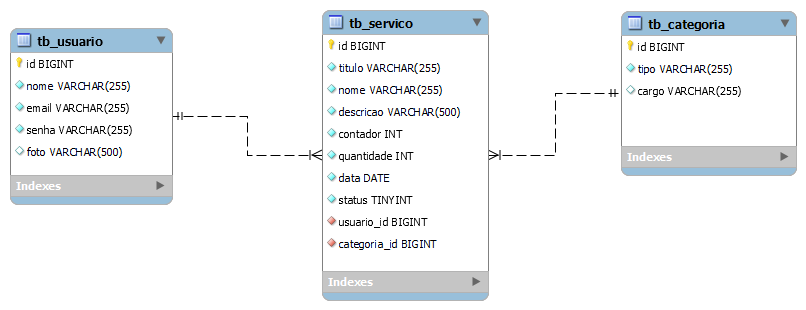 tb_usuario
id BIGINT
nome VARCHAR(255)
email VARCHAR(255)
senha VARCHAR(255)
foto VARCHAR(500)
Indexes
tb_servico
id BIGINT
titulo VARCHAR(255)
nome VARCHAR(255)
descricao VARCHAR(500)
contador INT
quantidade INT
data DATE
status TINYINT
usuario_id BIGINT
categoria_id BIGINT
Indexes
tb_categoria
id BIGINT
tipo VARCHAR(255)
cargo VARCHAR(255)
Indexes